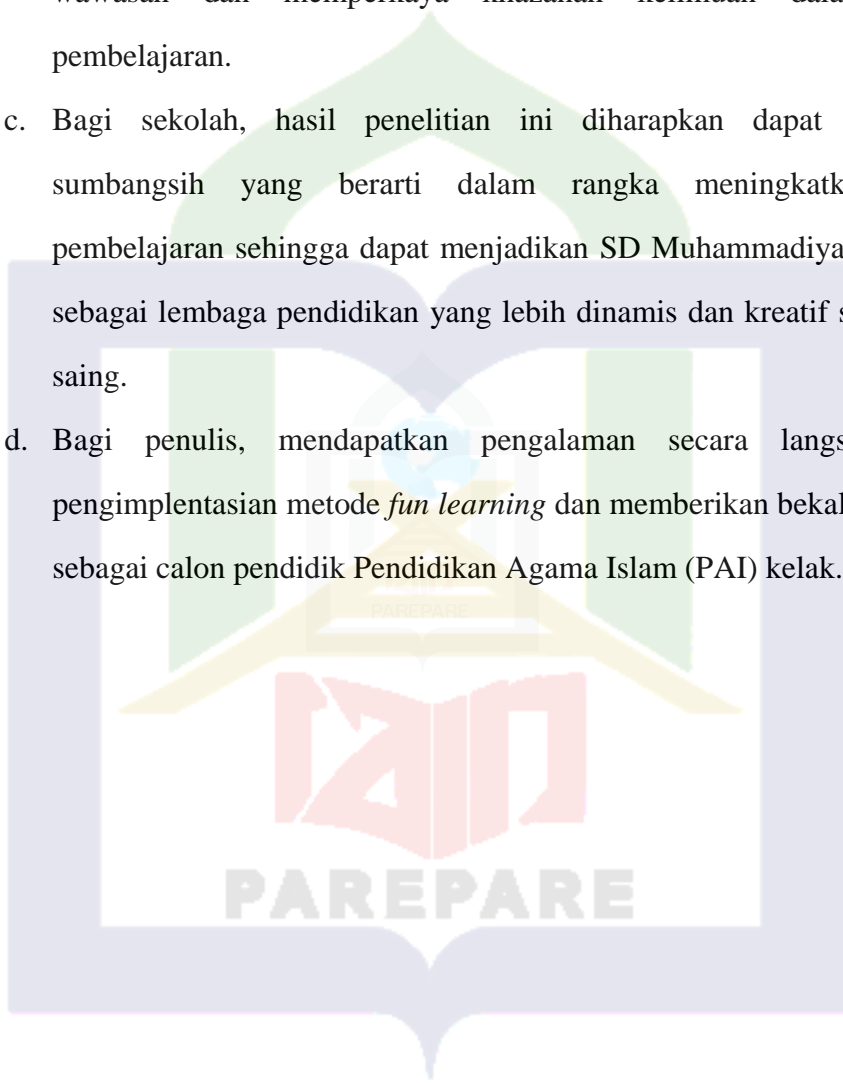 wawasan dan memperkaya khazanah keilmuan
pembelajaran.
c. Bagi sekolah, hasil penelitian ini diharapkan dapat
sumbangsih yang berarti dalam rangka meningkatk
pembelajaran sehingga dapat menjadikan SD Muhammadiya
sebagai lembaga pendidikan yang lebih dinamis dan kreatif s
saing.
d. Bagi penulis, mendapatkan pengalaman secara langs
pengimplentasian metode fun learning dan memberikan bekal
sebagai calon pendidik Pendidikan Agama Islam (PAI) kelak.
PAREPARE
iain
PAREPARE